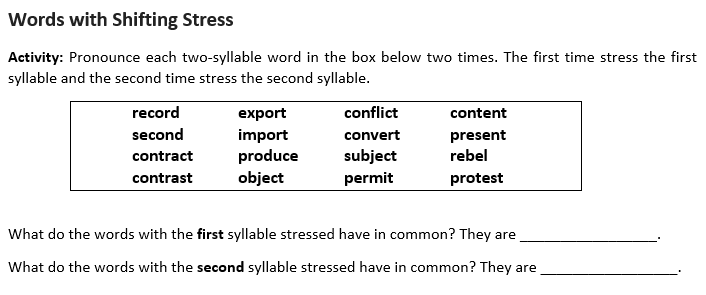 Words with Shifting Stress
Activity: Pronounce each two-syllable word in the box below two times. The first time stress the first
syllable and the second time stress the second syllable.
record export conflict content
second import convert present
contract produce subject rebel
contrast object permit protest
What do the words with the first syllable stressed have in common? They are _________________.
What do the words with the second syllable stressed have in common? They are _________________.